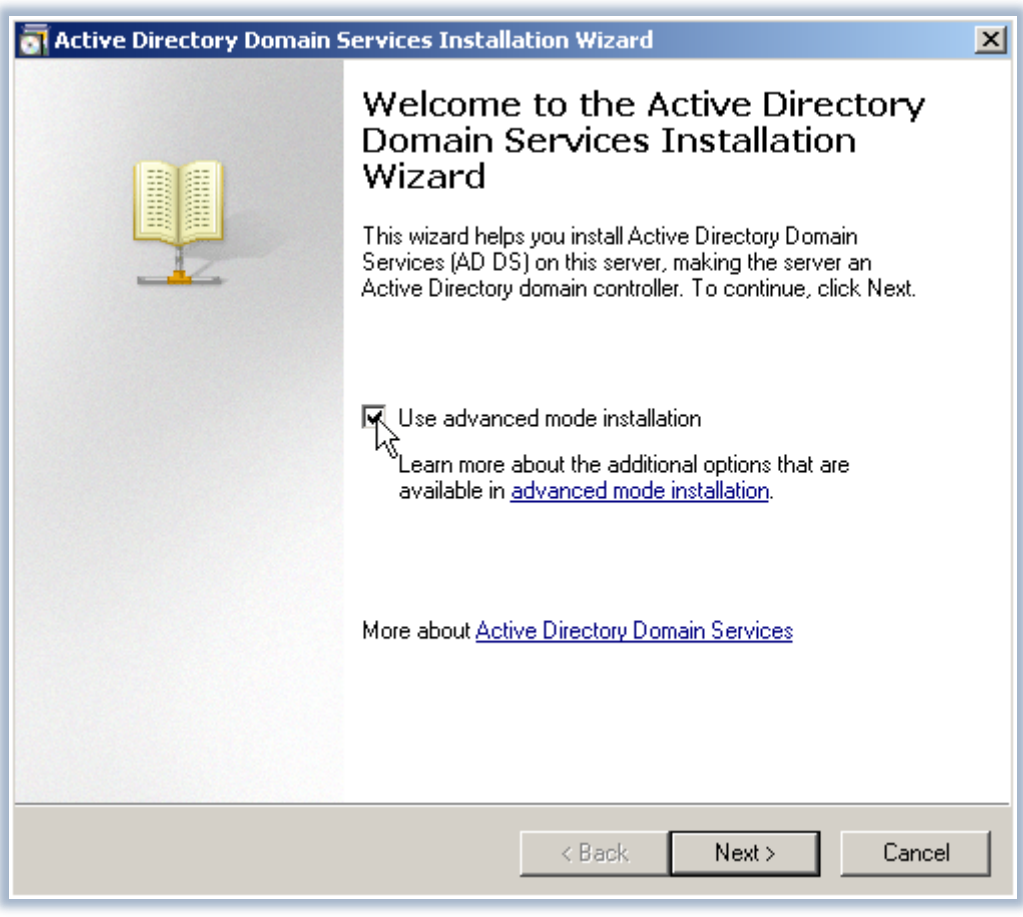 Active Directory Domain Services Installation Wizard
Welcome to the Active Directory
Domain Services Installation
Wizard
This wizard helps you install Active Directory Domain
Services (AD DS) on this server, making the server an
Active Directory domain controller. To continue, click Next.
Use advanced mode installation
Learn more about the additional options that are
available in advanced mode installation.
More about Active Directory Domain Services
< Back
Next >
Cancel